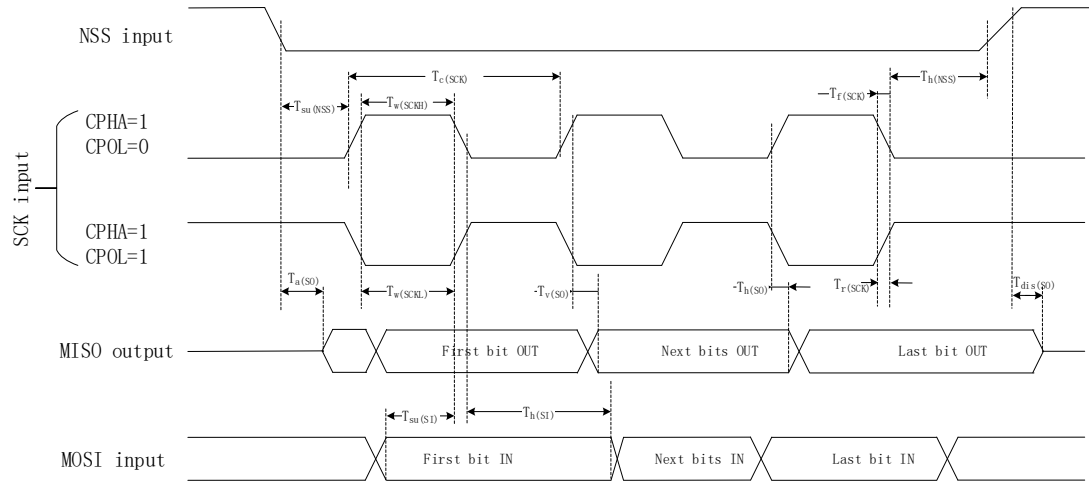 NSS input
Tc(SCK)
Th(NSS)
Tsu(NSS)
Tw(SCKH)
Tf(SCK)
SCK input
CPHA=1
CPOL=0
CPHA=1
CPOL=1
Ta(SO)
Tw(SCKL)
Tv(SO)
Th(SO)
Tr(SCK)
Tdis(SO)
MISO output
First bit OUT
Next bits OUT
Last bit OUT
Tsu(SI)
Th(SI)
MOSI input
First bit IN
Next bits IN
Last bit IN